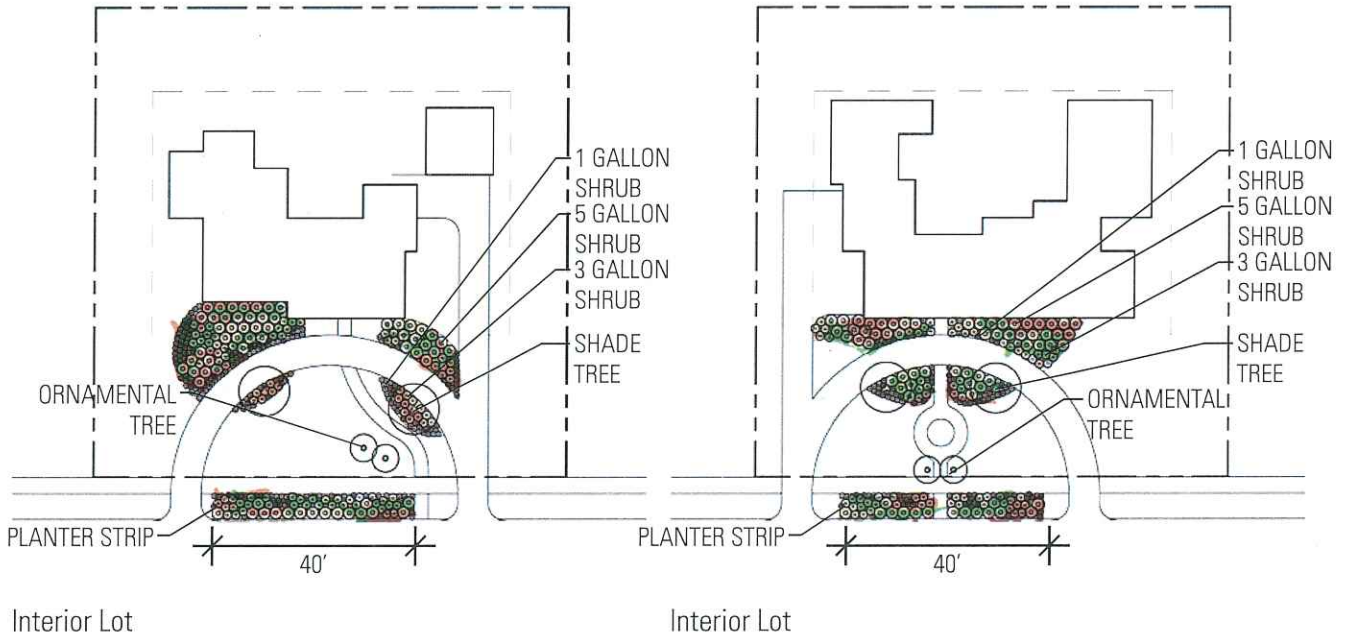 1 GALLON
SHRUB
5 GALLON
SHRUB
3 GALLON
SHRUB
SHADE
TREE
ORNAMENTAL
TREE
PLANTER STRIP
40'
Interior Lot
1 GALLON
SHRUB
5 GALLON
SHRUB
3 GALLON
SHRUB
SHADE
TREE
ORNAMENTAL
TREE
PLANTER STRIP
40'
Interior Lot